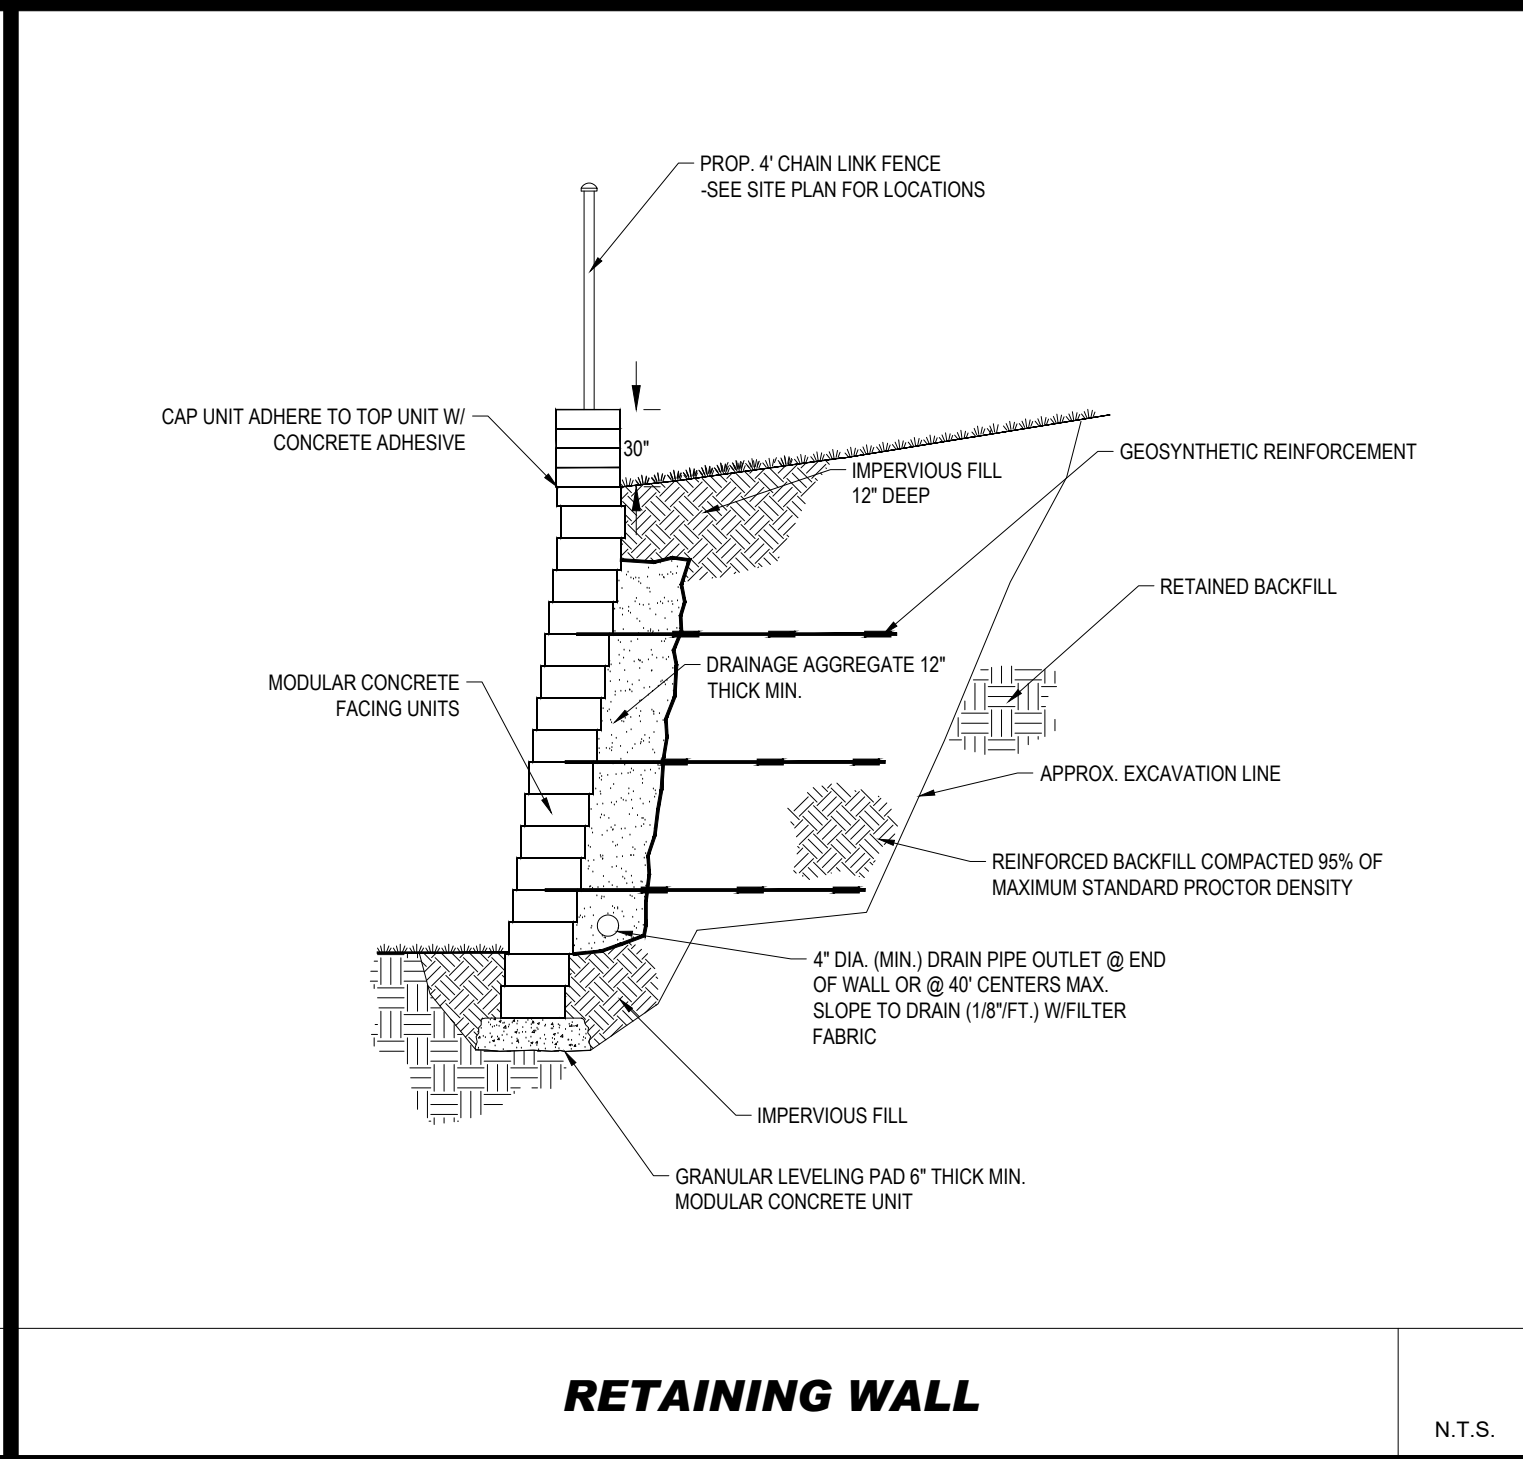 PROP. 4' CHAIN LINK FENCE
-SEE SITE PLAN FOR LOCATIONS
CAP UNIT ADHERE TO TOP UNIT W/
CONCRETE ADHESIVE
30"
IMPERVIOUS FILL
12" DEEP
GEOSYNTHETIC REINFORCEMENT
RETAINED BACKFILL
DRAINAGE AGGREGATE 12"
THICK MIN.
MODULAR CONCRETE
FACING UNITS
APPROX. EXCAVATION LINE
REINFORCED BACKFILL COMPACTED 95% OF
MAXIMUM STANDARD PROCTOR DENSITY
4" DIA. (MIN.) DRAIN PIPE OUTLET @ END
OF WALL OR @ 40' CENTERS MAX.
SLOPE TO DRAIN (1/8"/FT.) W/FILTER
FABRIC
IMPERVIOUS FILL
GRANULAR LEVELING PAD 6" THICK MIN.
MODULAR CONCRETE UNIT
RETAINING WALL
N.T.S.